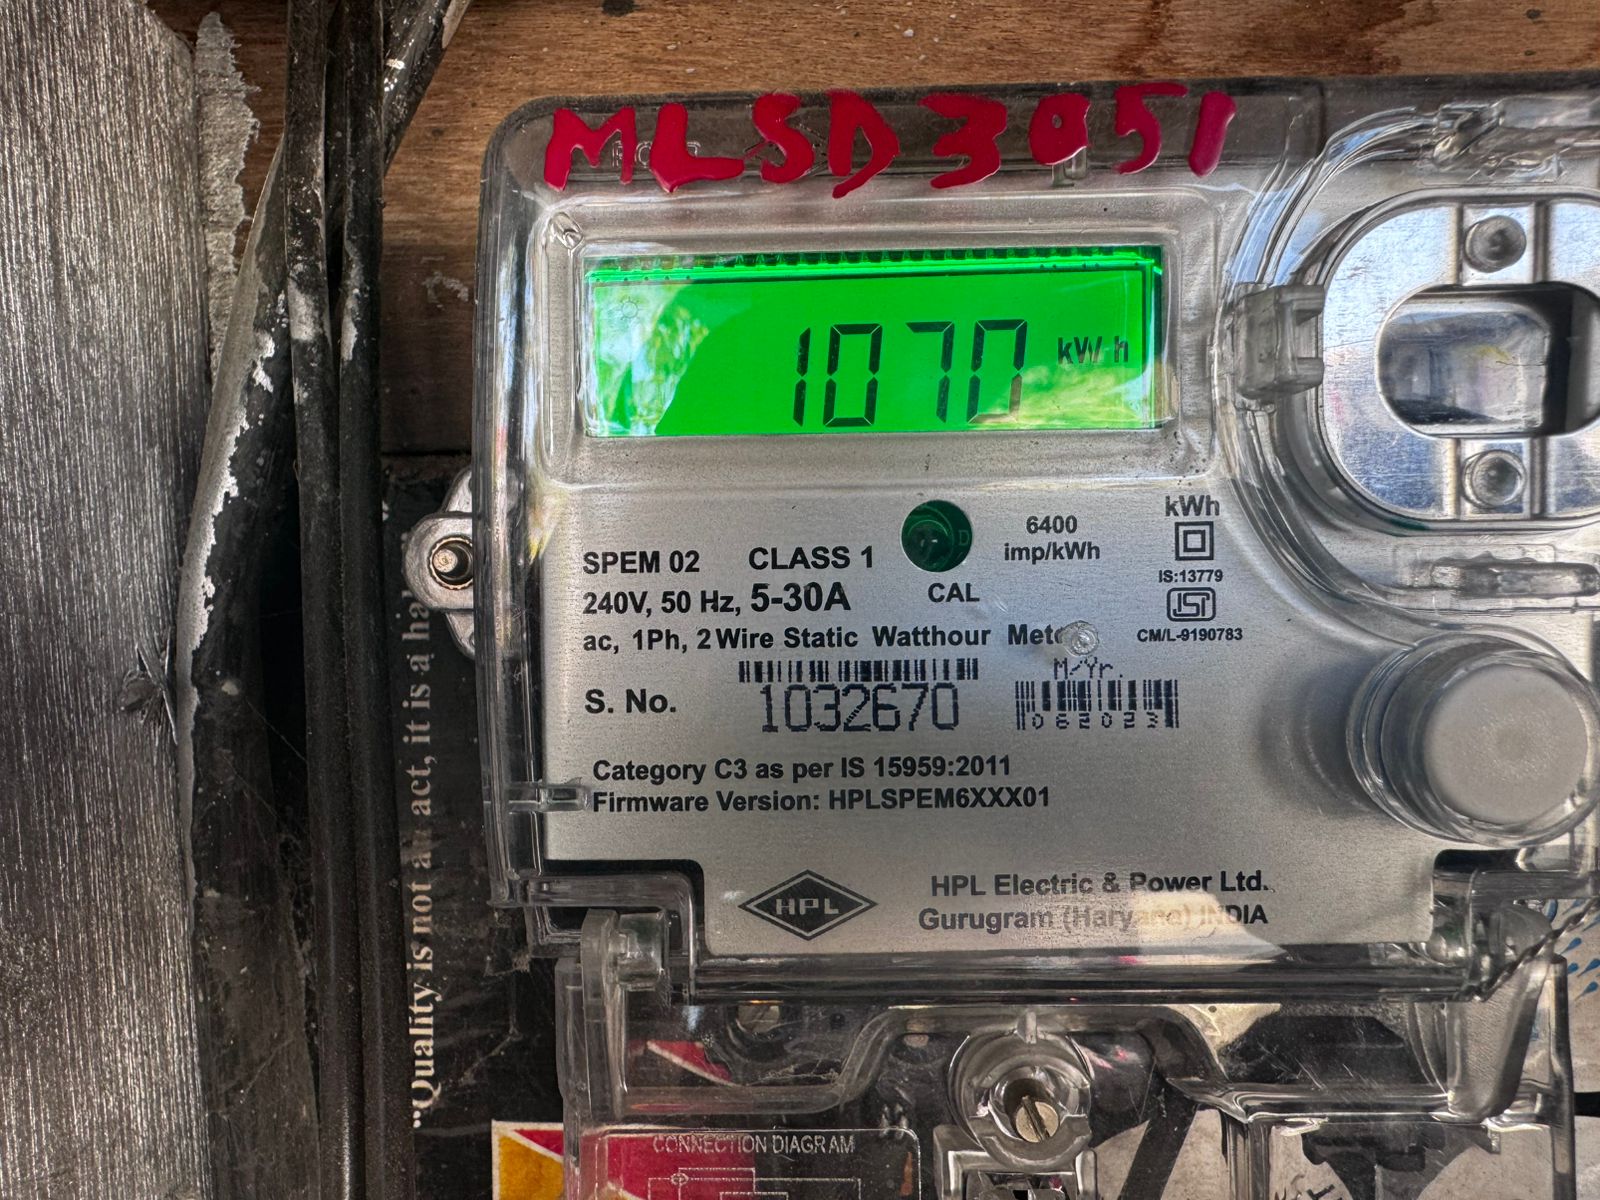 MLSD3051
1070 kWh
6400
imp/kWh
kWh
IS:13779
ISI
CM/L-9190783
SPEM 02 CLASS 1
CAL
240V, 50 Hz, 5-30A
ac, 1Ph, 2 Wire Static Watthour
M/Yr.
S. No. 1032670
062023
Category C3 as per IS 15959:2011
Firmware Version: HPLSPEM6XXX01
HPL
HPL Electric & Power Ltd.
Gurugram (Haryana) INDIA
"Quality is not an act, it is a
CONNECTION DIAGRAM